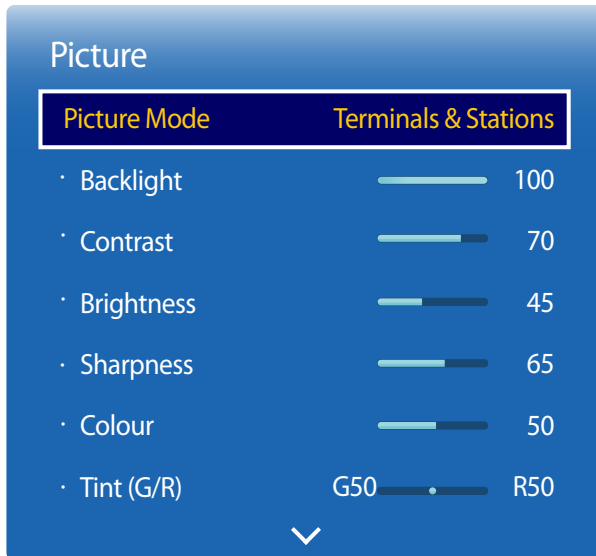 Picture
Picture Mode Terminals & Stations
· Backlight 100
· Contrast 70
· Brightness 45
· Sharpness 65
· Colour 50
· Tint (G/R) G50 R50